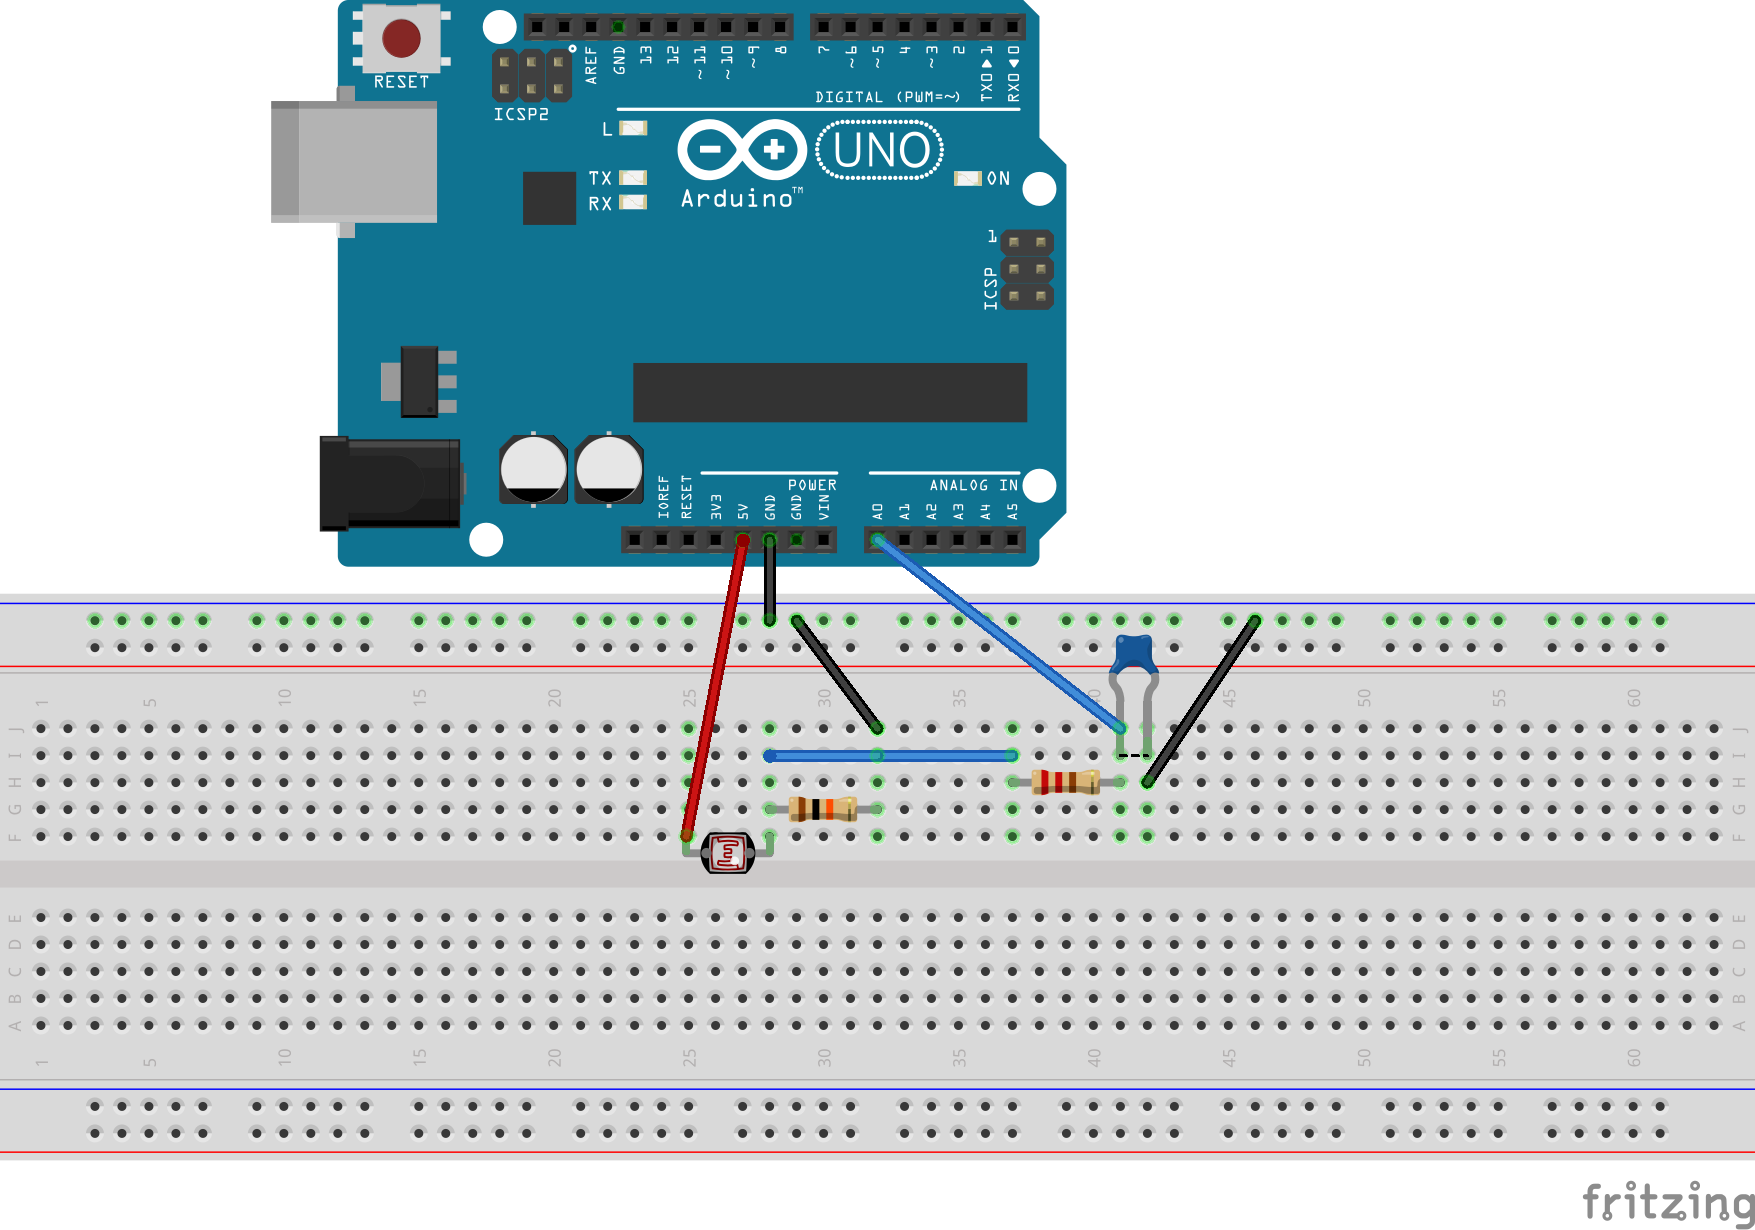 RESET
ICSP2
AREF
GND
13
12
~11
~10
~9
8
7
~6
~5
4
~3
2
TX0▶1
RX0◀0
DIGITAL (PWM=~)
L
TX
RX
UNO
Arduino™
ON
1
ICSP
POWER
ANALOG IN
IOREF
RESET
3V3
5V
GND
GND
VIN
A0
A1
A2
A3
A4
A5
1 5 10 15 20 25 30 35 40 45 50 55 60
J J
I I
H H
G G
F F
E E
D D
C C
B B
A A
1 5 10 15 20 25 30 35 40 45 50 55 60
fritzing